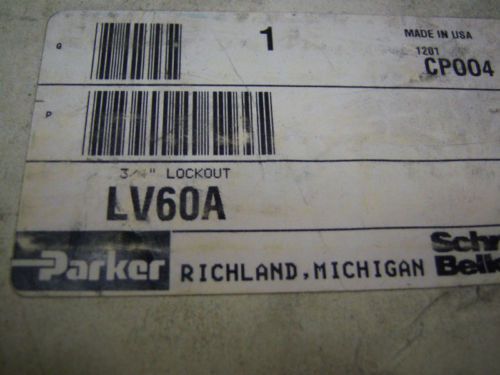 Q
1
MADE IN USA
1201
CP004
P
3/4" LOCKOUT
LV60A
Parker
RICHLAND,MICHIGAN